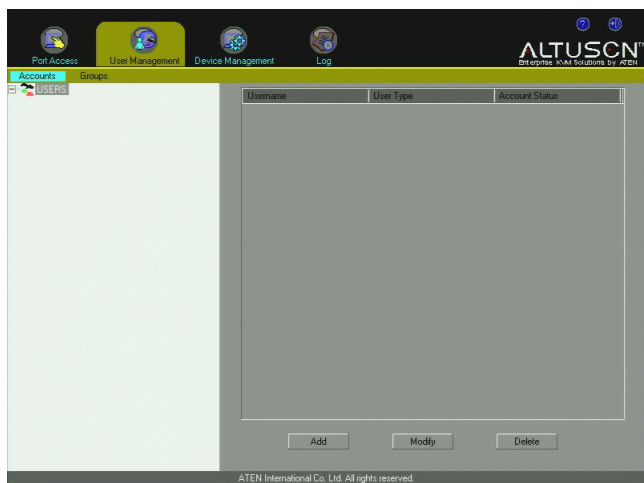 Port Access User Management Device Management Log
ALTUSCN™
Enterprise KVM Solutions by ATEN
Accounts Groups
USERS
Username User Type Account Status
Add Modify Delete
ATEN International Co. Ltd. All rights reserved.